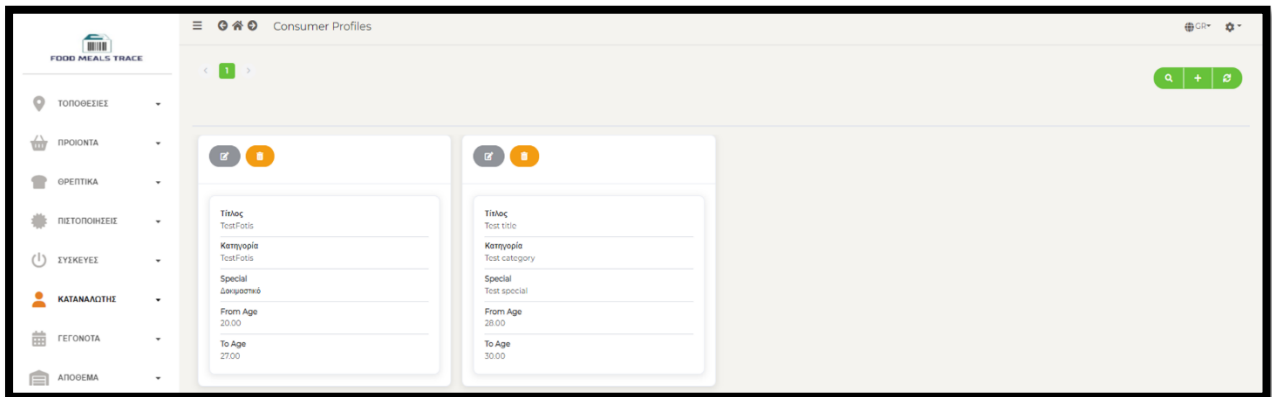 FOOD MEALS TRACE
Consumer Profiles
GR
1
ΤΟΠΟΘΕΣΙΕΣ
ΠΡΟΙΟΝΤΑ
ΘΡΕΠΤΙΚΑ
ΠΙΣΤΟΠΟΙΗΣΕΙΣ
ΣΥΣΚΕΥΕΣ
ΚΑΤΑΝΑΛΩΤΗΣ
ΓΕΓΟΝΟΤΑ
ΑΠΟΘΕΜΑ
Τίτλος
TestFotis
Κατηγορία
TestFotis
Special
Δοκιμαστικό
From Age
20.00
To Age
27.00
Τίτλος
Test title
Κατηγορία
Test category
Special
Test special
From Age
28.00
To Age
30.00